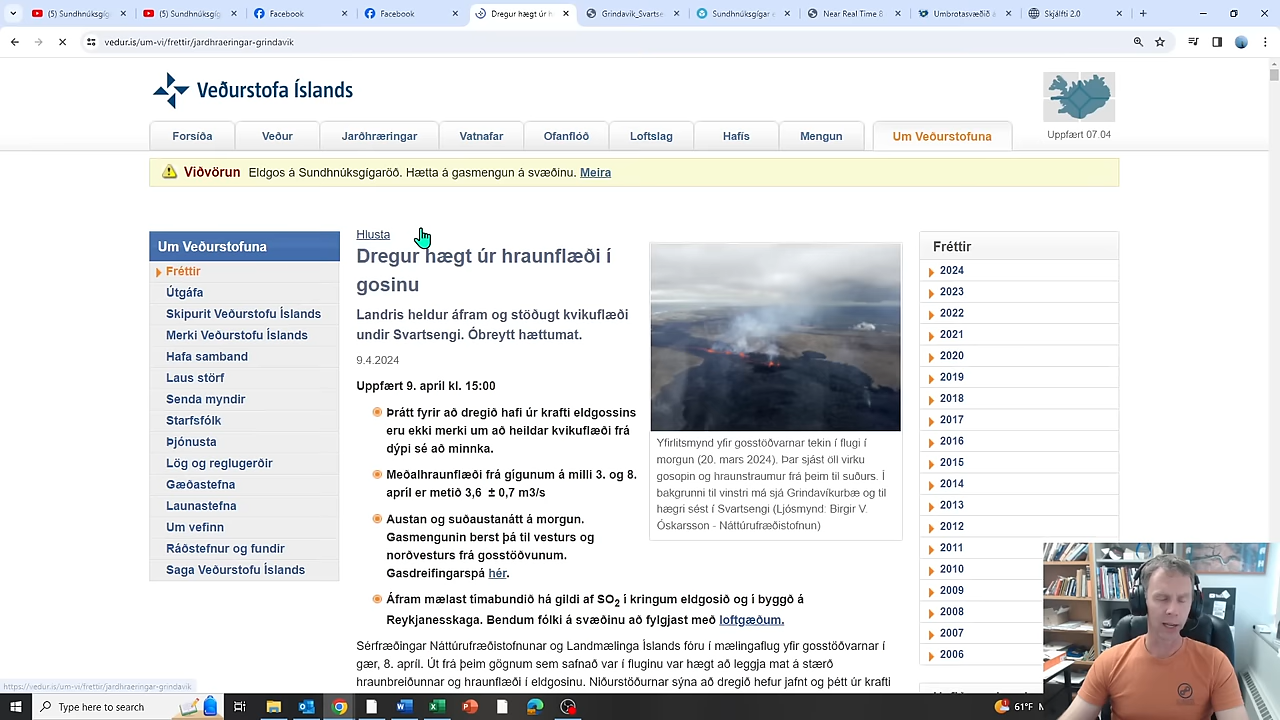 (5) Sundhnúksgíg
(5) Sundhnúksgíg
Facebook
Facebook
Dregur hægt úr h
Grindavík_Svartse
Sundhnúksgígar e
Near Real Time 8
Umbrotasvæðið á
Skjálfti 2.0
vedur.is/um-vi/frettir/jardhraeringar-grindavik
Veðurstofa Íslands
Uppfært 07.04
Forsíða
Veður
Jarðhræringar
Vatnafar
Ofanflóð
Loftslag
Hafís
Mengun
Um Veðurstofuna
Viðvörun Eldgos á Sundhnúksgígaröð. Hætta á gasmengun á svæðinu. Meira
Um Veðurstofuna
Fréttir
Útgáfa
Skipurit Veðurstofu Íslands
Merki Veðurstofu Íslands
Hafa samband
Laus störf
Senda myndir
Starfsfólk
Þjónusta
Lög og reglugerðir
Gæðastefna
Launastefna
Um vefinn
Ráðstefnur og fundir
Saga Veðurstofu Íslands
Hlusta
Dregur hægt úr hraunflæði í
gosinu
Landris heldur áfram og stöðugt kvikuflæði
undir Svartsengi. Óbreytt hættumat.
9.4.2024
Uppfært 9. apríl kl. 15:00
Þrátt fyrir að dregið hafi úr krafti eldgossins
eru ekki merki um að heildar kvikuflæði frá
dýpi sé að minnka.
Meðalhraunflæði frá gígunum á milli 3. og 8.
apríl er metið 3,6 ± 0,7 m3/s
Austan og suðaustanátt á morgun.
Gasmengunin berst þá til vesturs og
norðvesturs frá gosstöðvunum.
Gasdreifingarspá hér.
Áfram mælast tímabundið há gildi af SO2 í kringum eldgosið og í byggð á
Reykjanesskaga. Bendum fólki á svæðinu að fylgjast með loftgæðum.
Sérfræðingar Náttúrufræðistofnunar og Landmælinga Íslands fóru í mælingaflug yfir gosstöðvarnar í
gær, 8. apríl. Út frá þeim gögnum sem safnað var í fluginu var hægt að leggja mat á stærð
hraunbreiðunnar og hraunflæði í eldgosinu. Niðurstöðurnar sýna að dregið hefur jafnt og þétt úr krafti
Yfirlitsmynd yfir gosstöðvarnar tekin í flugi í
morgun (20. mars 2024). Þar sjást öll virku
gosopin og hraunstraumur frá þeim til suðurs. Í
bakgrunni til vinstri má sjá Grindavíkurbæ og til
hægri sést í Svartsengi (Ljósmynd: Birgir V.
Óskarsson - Náttúrufræðistofnun)
Fréttir
2024
2023
2022
2021
2020
2019
2018
2017
2016
2015
2014
2013
2012
2011
2010
2009
2008
2007
2006
https://vedur.is/um-vi/frettir/jardhraeringar-grindavik
Type here to search
61°F